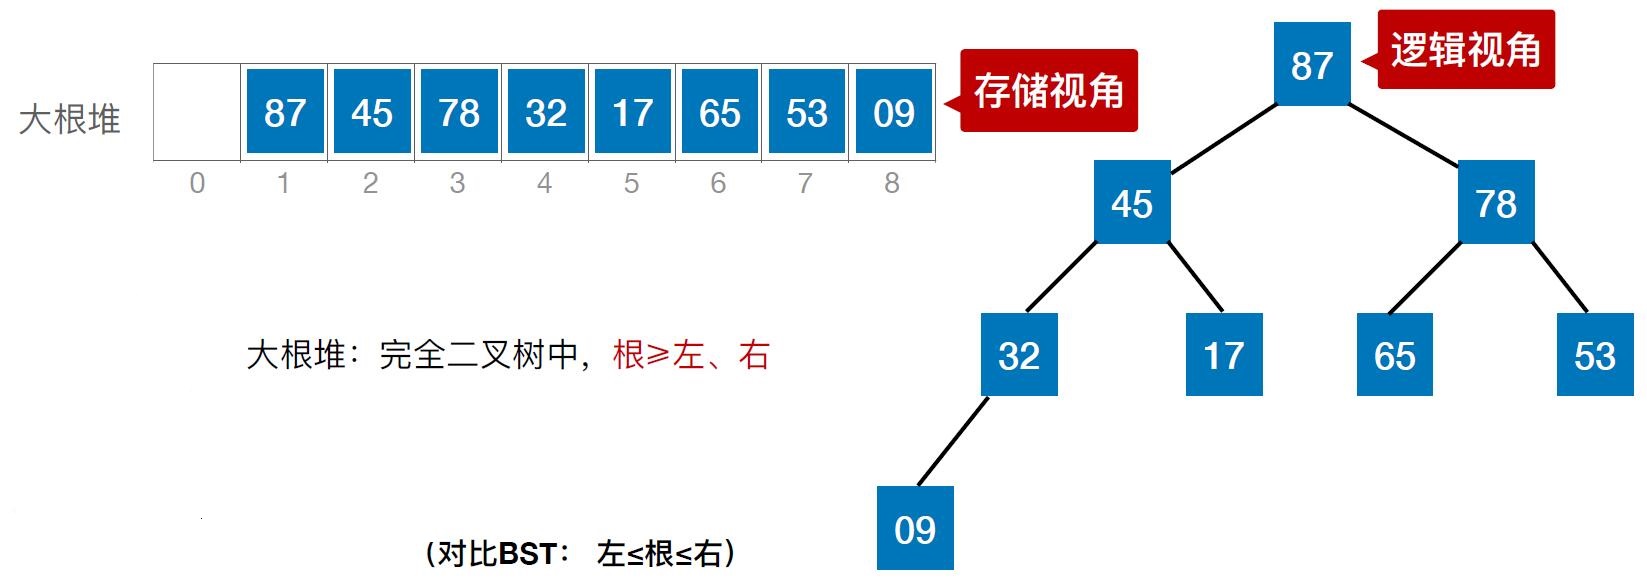 大根堆
87 45 78 32 17 65 53 09
0 1 2 3 4 5 6 7 8
存储视角
逻辑视角
87
45 78
32 17 65 53
09
大根堆：完全二叉树中，根≥左、右
（对比BST： 左≤根≤右）